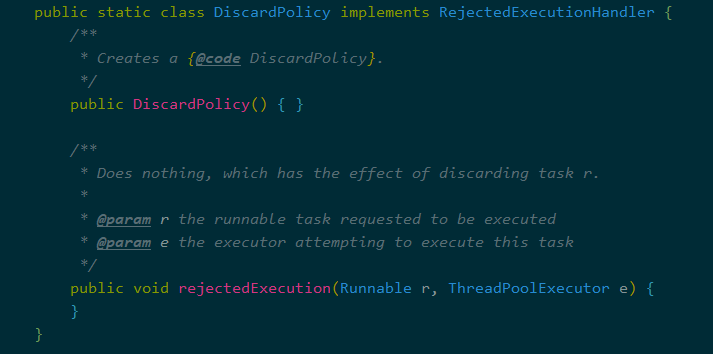 public static class DiscardPolicy implements RejectedExecutionHandler {
/**
* Creates a {@code DiscardPolicy}.
*/
public DiscardPolicy() { }
/**
* Does nothing, which has the effect of discarding task r.
*
* @param r the runnable task requested to be executed
* @param e the executor attempting to execute this task
*/
public void rejectedExecution(Runnable r, ThreadPoolExecutor e) {
}
}